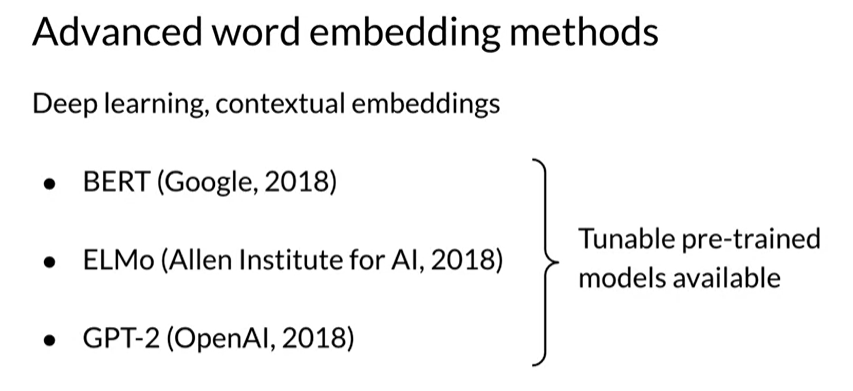 Advanced word embedding methods
Deep learning, contextual embeddings
● BERT (Google, 2018)
● ELMo (Allen Institute for AI, 2018)
● GPT-2 (OpenAI, 2018)
Tunable pre-trained
models available